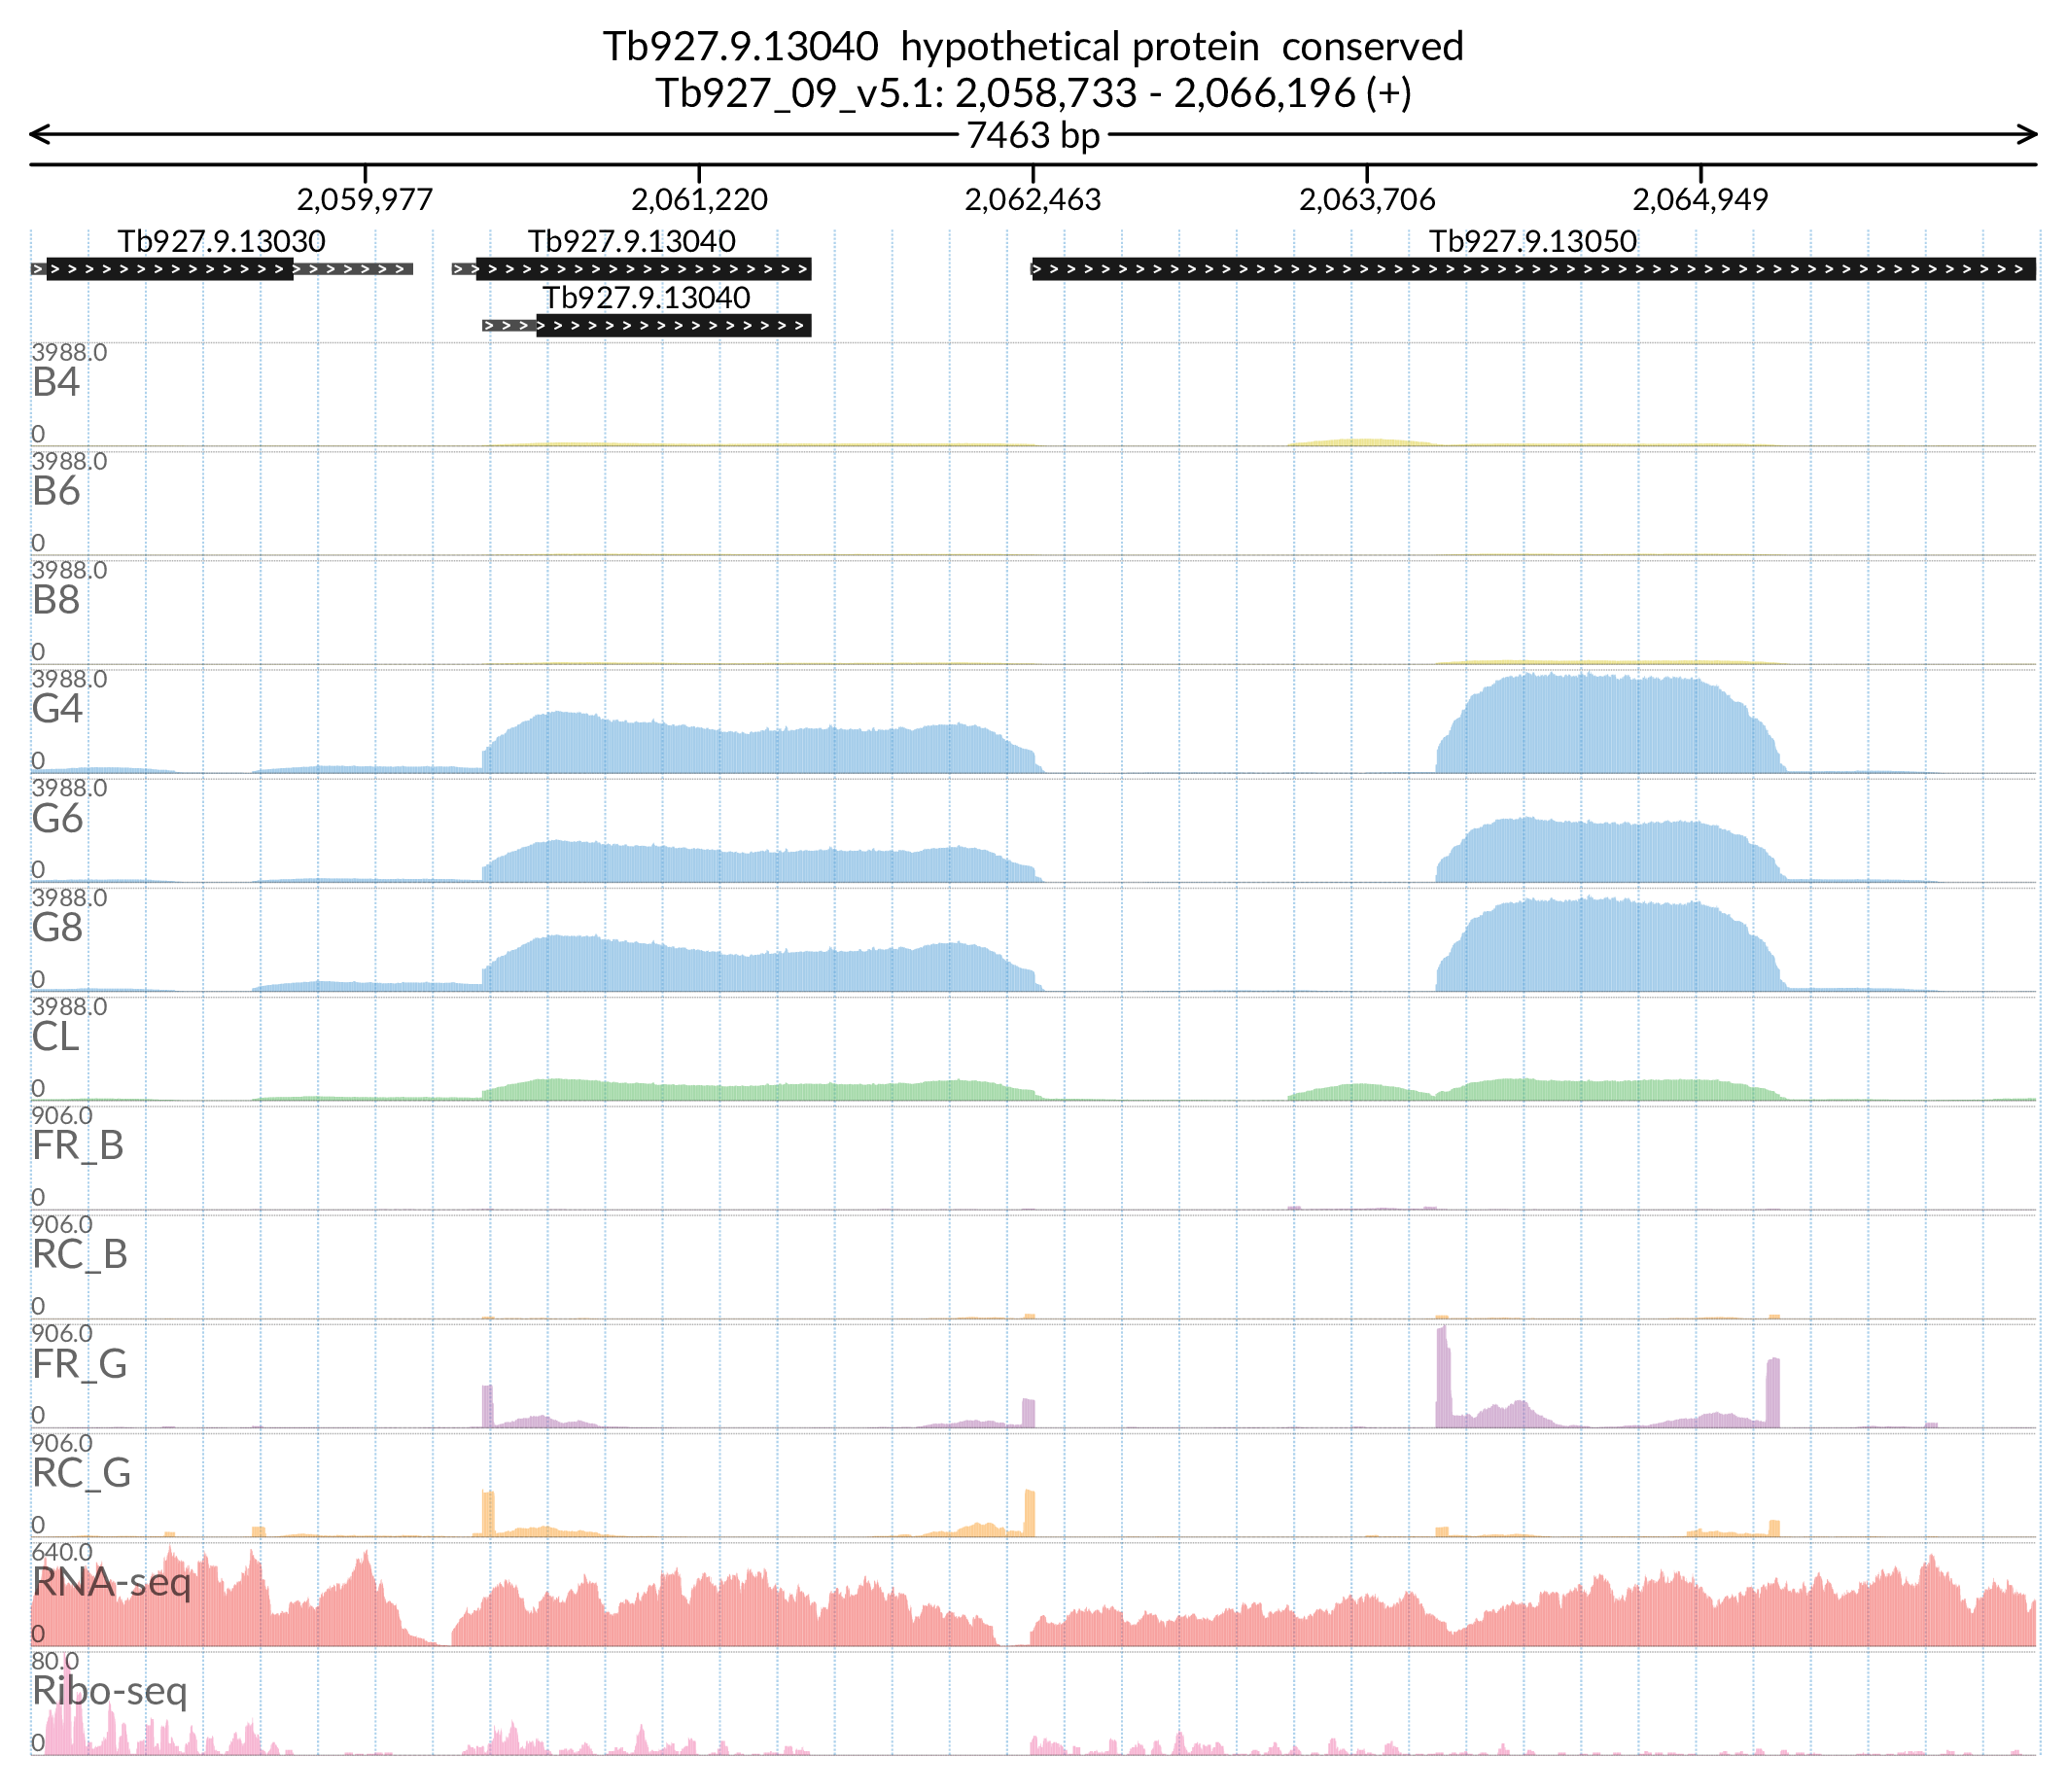 Tb927.9.13040  hypothetical protein  conserved
Tb927_09_v5.1: 2,058,733 - 2,066,196 (+)
7463 bp
2,059,977 2,061,220 2,062,463 2,063,706 2,064,949
Tb927.9.13030 Tb927.9.13040 Tb927.9.13050
Tb927.9.13040
3988.0
B4
0
3988.0
B6
0
3988.0
B8
0
3988.0
G4
0
3988.0
G6
0
3988.0
G8
0
3988.0
CL
0
906.0
FR_B
0
906.0
RC_B
0
906.0
FR_G
0
906.0
RC_G
0
640.0
RNA-seq
0
80.0
Ribo-seq
0